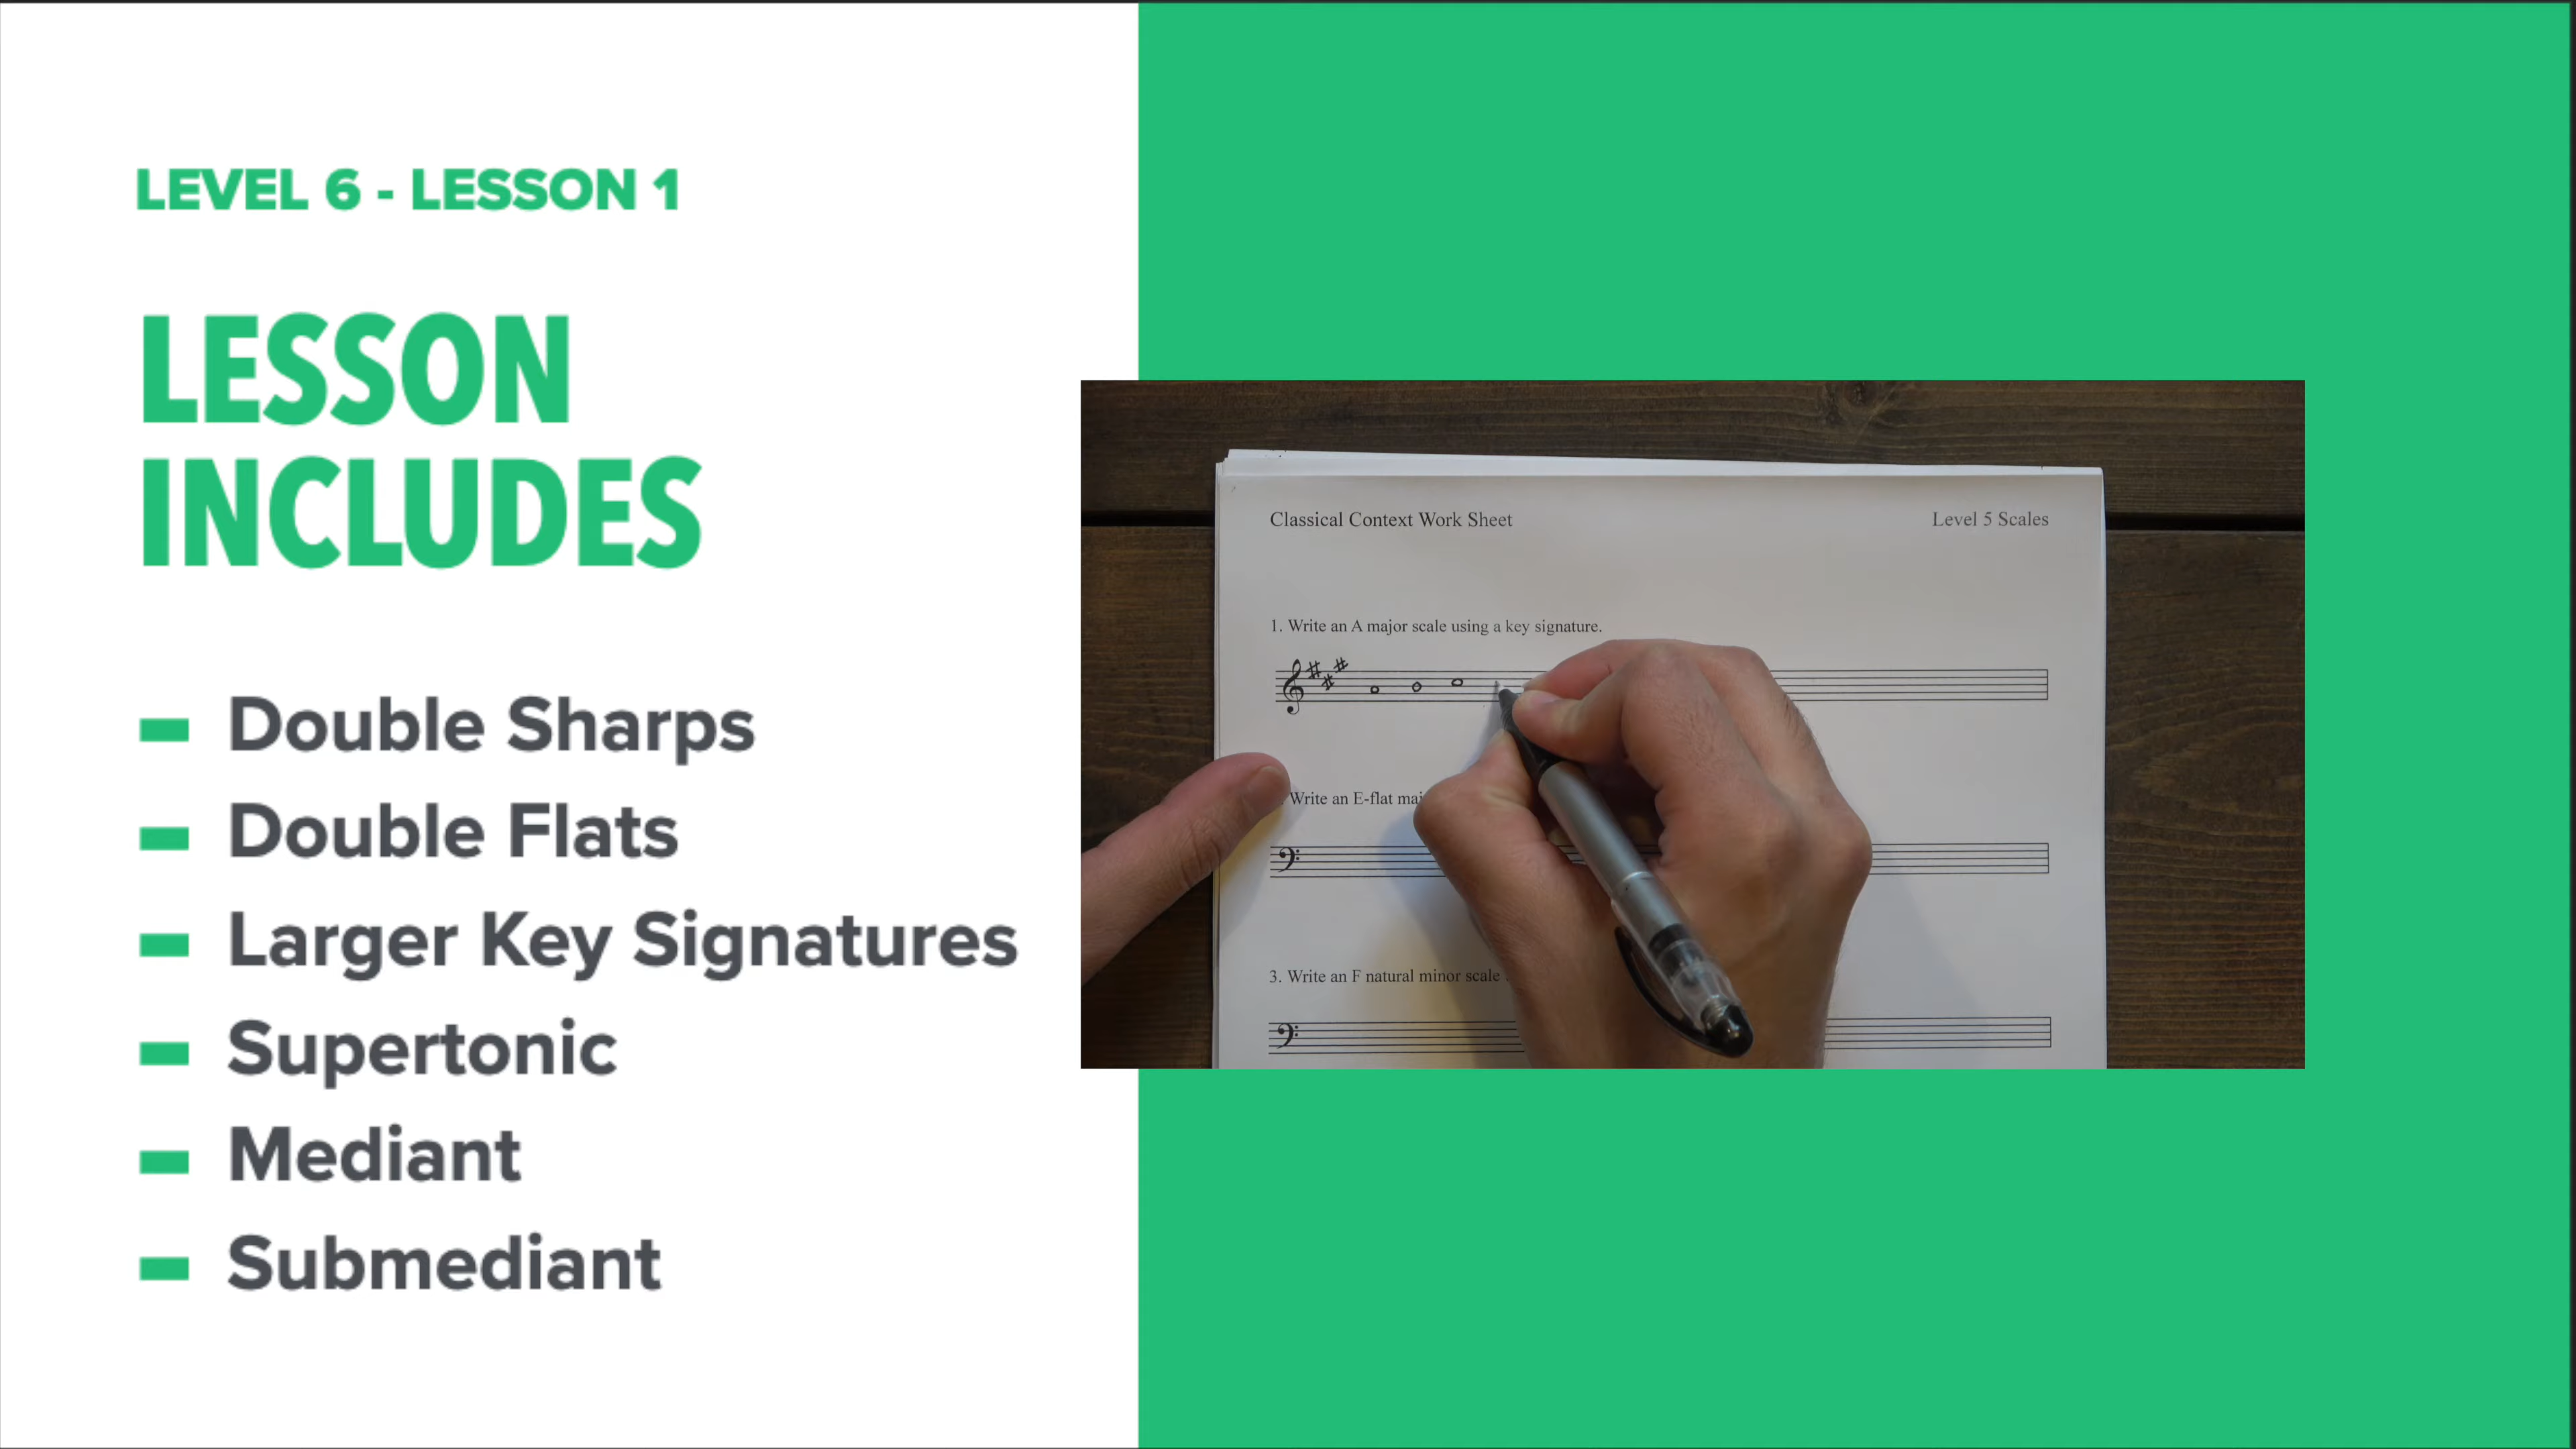 LEVEL 6 - LESSON 1
LESSON
INCLUDES
Double Sharps
Double Flats
Larger Key Signatures
Supertonic
Mediant
Submediant
Classical Context Work Sheet Level 5 Scales
1. Write an A major scale using a key signature.
Write an E-flat
3. Write an F natural minor scale